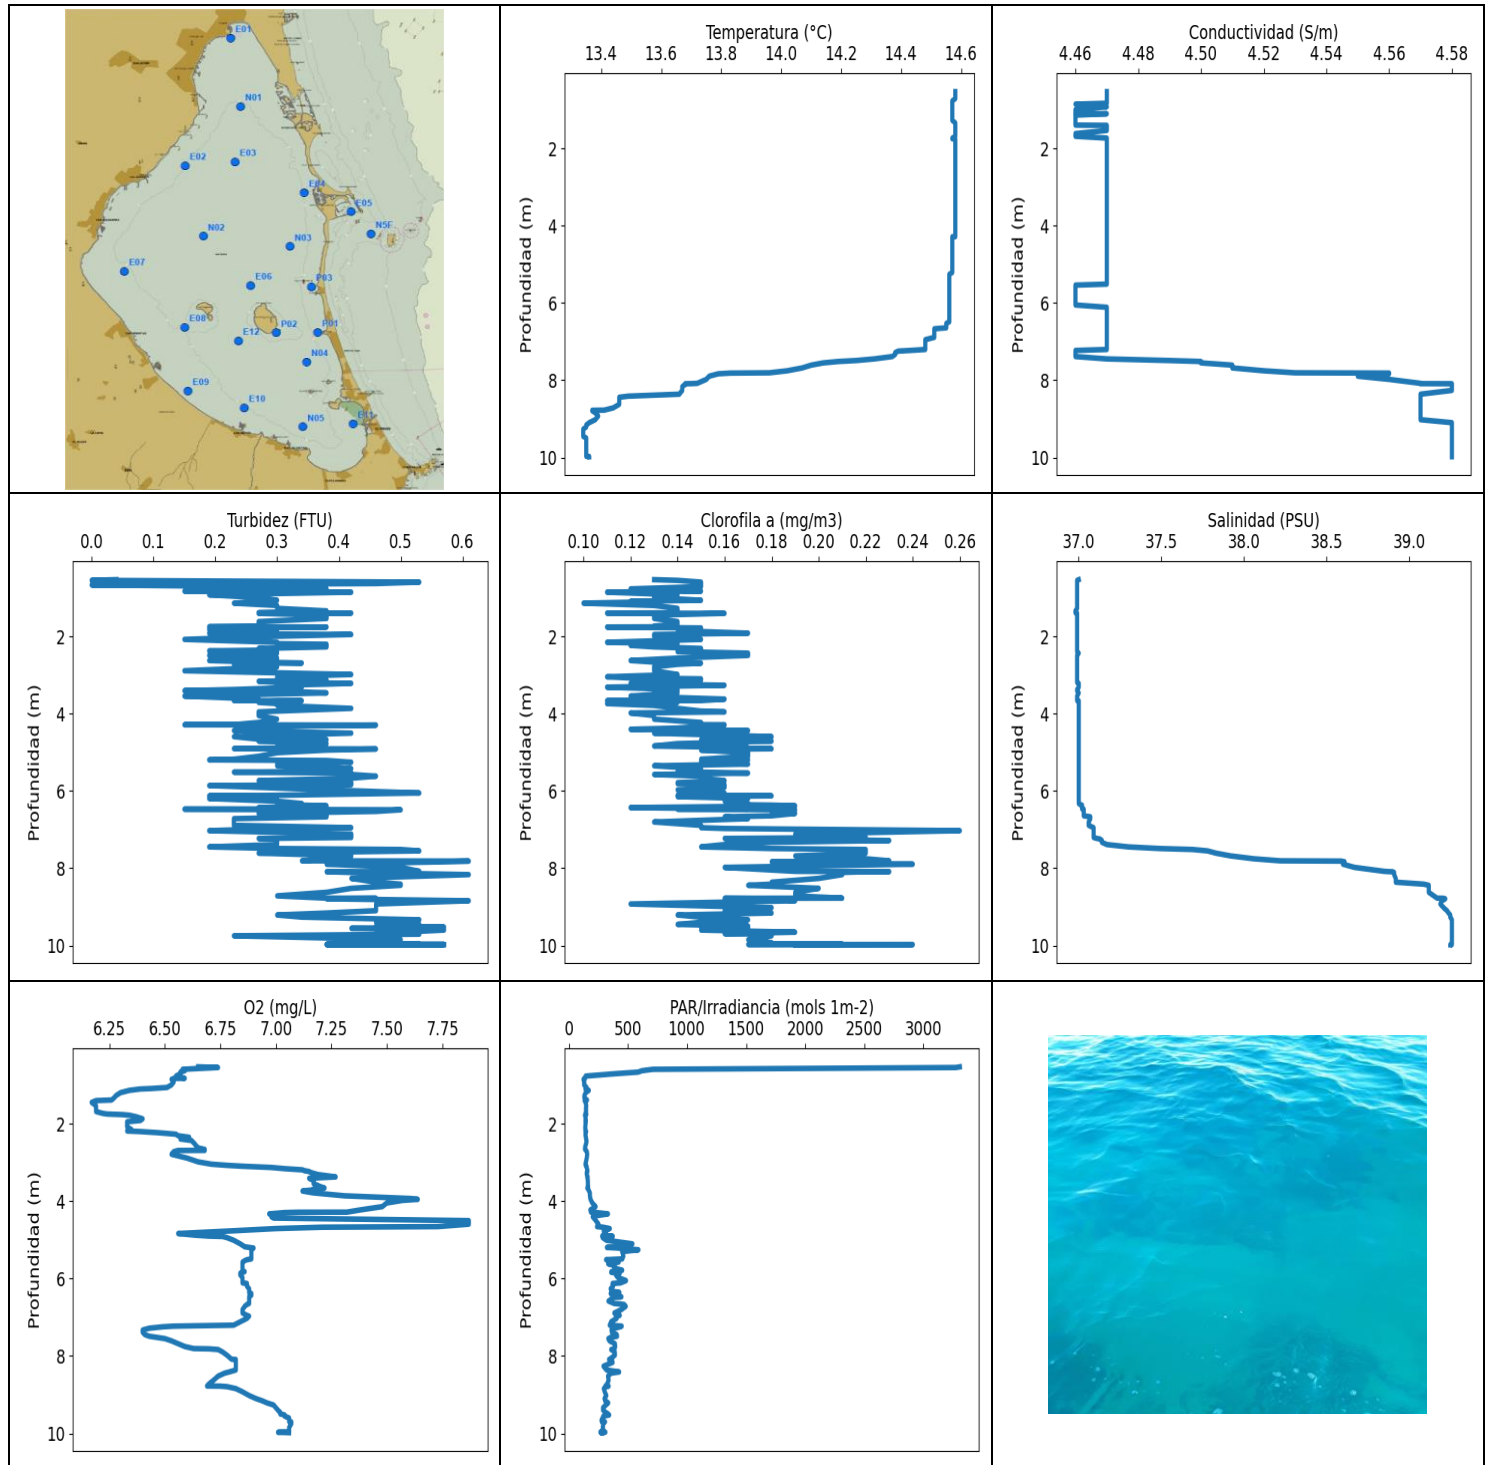 E01
N01
E02
E03
E04
E05
N5F
N02
N03
E07
E06
P03
E08
E12
P02
P01
N04
E09
E10
N05
E11
Temperatura (°C)
13.4 13.6 13.8 14.0 14.2 14.4 14.6
Profundidad (m)
2
4
6
8
10
Conductividad (S/m)
4.46 4.48 4.50 4.52 4.54 4.56 4.58
Profundidad (m)
2
4
6
8
10
Turbidez (FTU)
0.0 0.1 0.2 0.3 0.4 0.5 0.6
Profundidad (m)
2
4
6
8
10
Clorofila a (mg/m3)
0.10 0.12 0.14 0.16 0.18 0.20 0.22 0.24 0.26
Profundidad (m)
2
4
6
8
10
Salinidad (PSU)
37.0 37.5 38.0 38.5 39.0
Profundidad (m)
2
4
6
8
10
O2 (mg/L)
6.25 6.50 6.75 7.00 7.25 7.50 7.75
Profundidad (m)
2
4
6
8
10
PAR/Irradiancia (mols 1m-2)
0 500 1000 1500 2000 2500 3000
Profundidad (m)
2
4
6
8
10